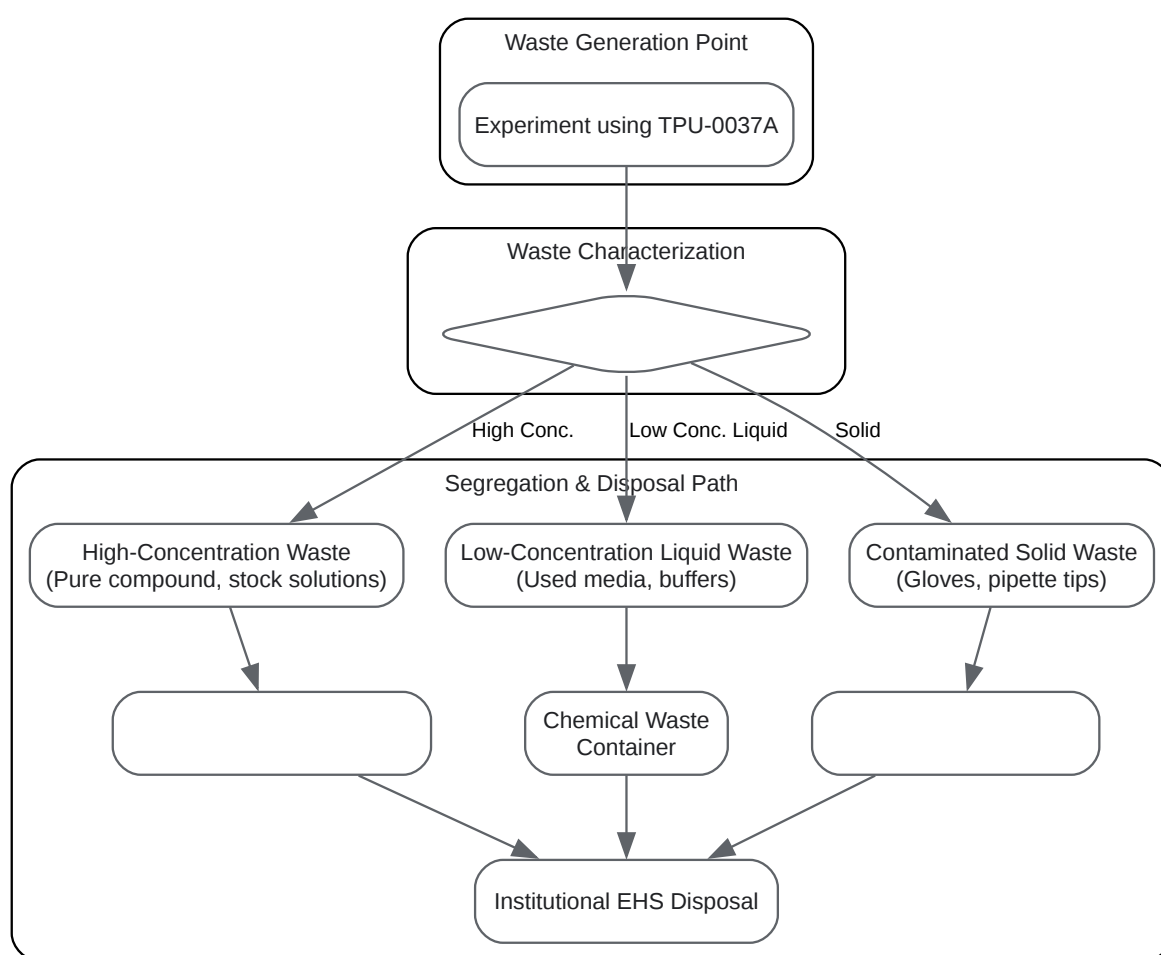 Waste Generation Point
Experiment using TPU-0037A
Waste Characterization
High Conc.
Low Conc. Liquid
Solid
Segregation & Disposal Path
High-Concentration Waste
(Pure compound, stock solutions)
Low-Concentration Liquid Waste
(Used media, buffers)
Contaminated Solid Waste
(Gloves, pipette tips)
Chemical Waste
Container
Institutional EHS Disposal